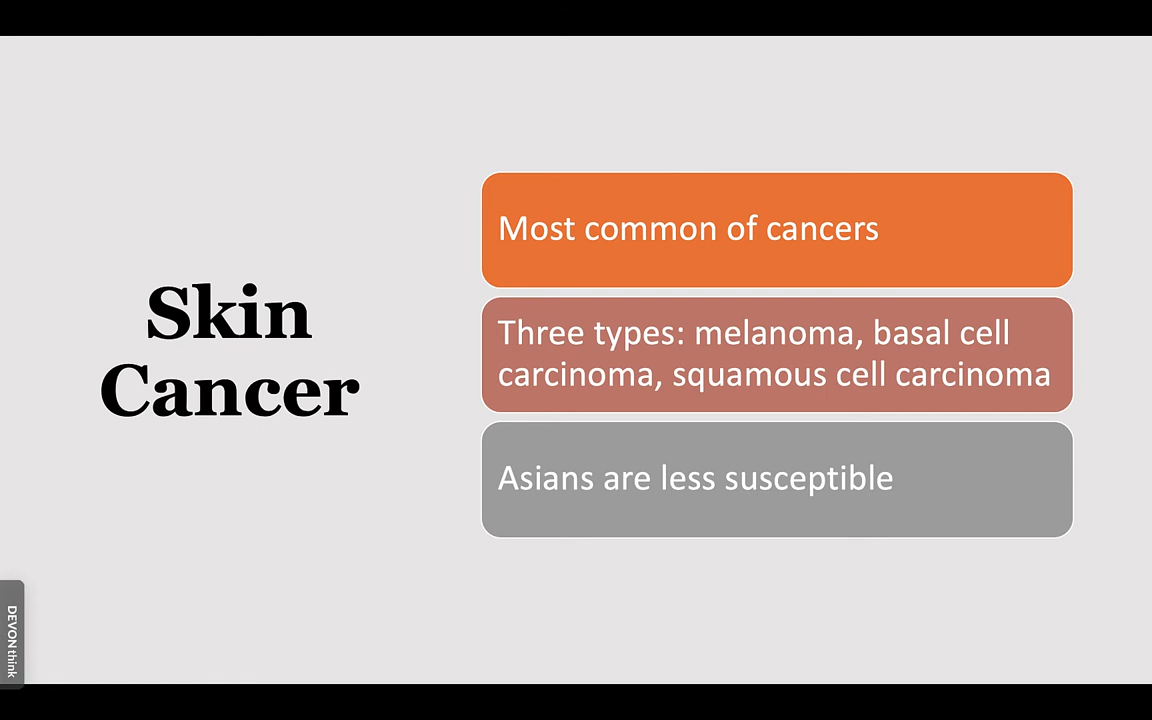 Skin
Cancer
Most common of cancers
Three types: melanoma, basal cell
carcinoma, squamous cell carcinoma
Asians are less susceptible
DEVONthink